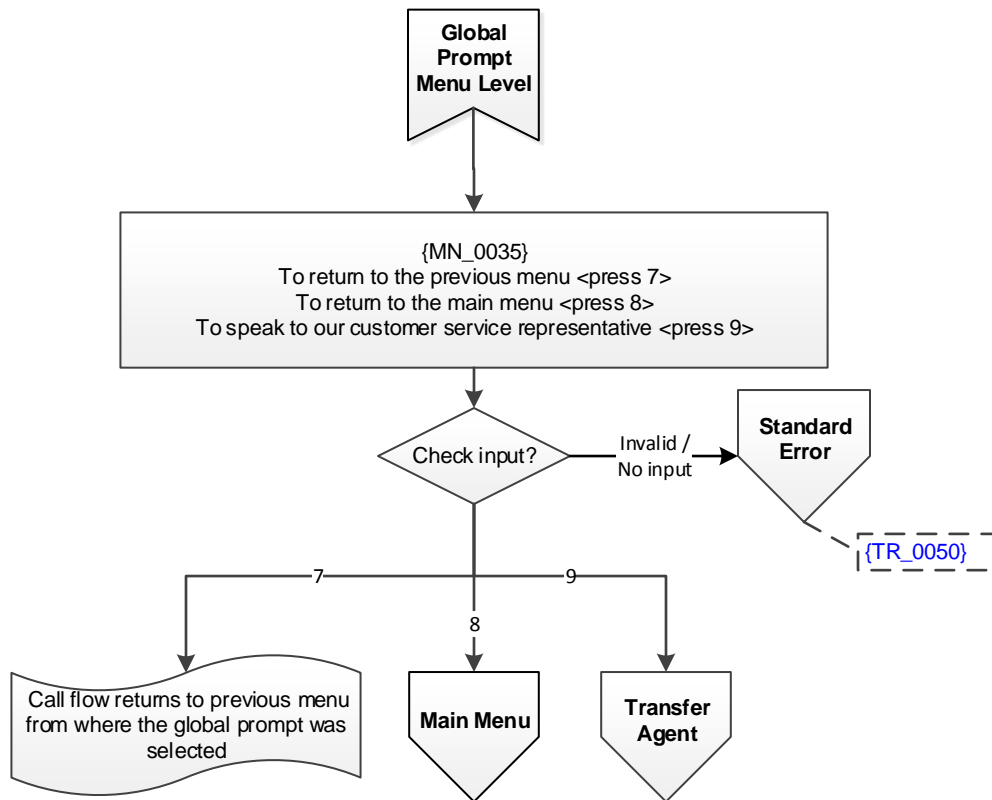 Global
Prompt
Menu Level
{MN_0035}
To return to the previous menu <press 7>
To return to the main menu <press 8>
To speak to our customer service representative <press 9>
Check input?
Invalid /
No input
Standard
Error
{TR_0050}
7
9
8
Call flow returns to previous menu
from where the global prompt was
selected
Main Menu
Transfer
Agent